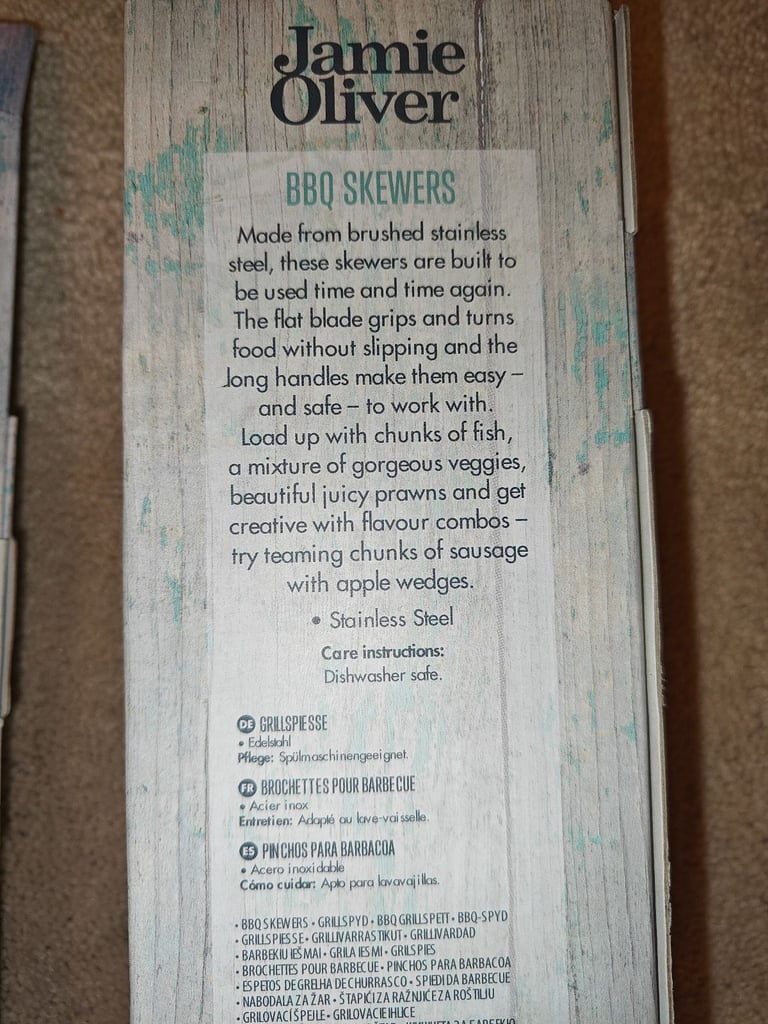 Jamie
Oliver
BBQ SKEWERS
Made from brushed stainless
steel, these skewers are built to
be used time and time again.
The flat blade grips and turns
food without slipping and the
long handles make them easy –
and safe – to work with.
Load up with chunks of fish,
a mixture of gorgeous veggies,
beautiful juicy prawns and get
creative with flavour combos –
try teaming chunks of sausage
with apple wedges.
• Stainless Steel
Care instructions:
Dishwasher safe.
DE GRILLSPIESSE
• Edelstahl
Pflege: Spülmaschinengeeignet.
FR BROCHETTES POUR BARBECUE
• Acier inox
Entretien: Adapté au lave-vaisselle.
ES PINCHOS PARA BARBACOA
• Acero inoxidable
Cómo cuidar: Apto para lavavajillas.
• BBQ SKEWERS • GRILLSPYD • BBQ GRILLSPETT • BBQ-SPYD
• GRILLSPIESSE • GRILLIVARRASTIKUT • GRILLIVARDAD
• BARBEKIU IEŠMAI • GRILA IESMI • GRILSPIES
• BROCHETTES POUR BARBECUE • PINCHOS PARA BARBACOA
• ESPETOS DE GRELHA DE CHURRASCO • SPIEDI DA BARBECUE
• NABODALA ZA ŽAR • ŠTAPIĆI ZA RAŽNJIĆE ZA ROŠTILJU
• GRILOVACÍ ŠPEJLE • GRILOVACIE IHLICE